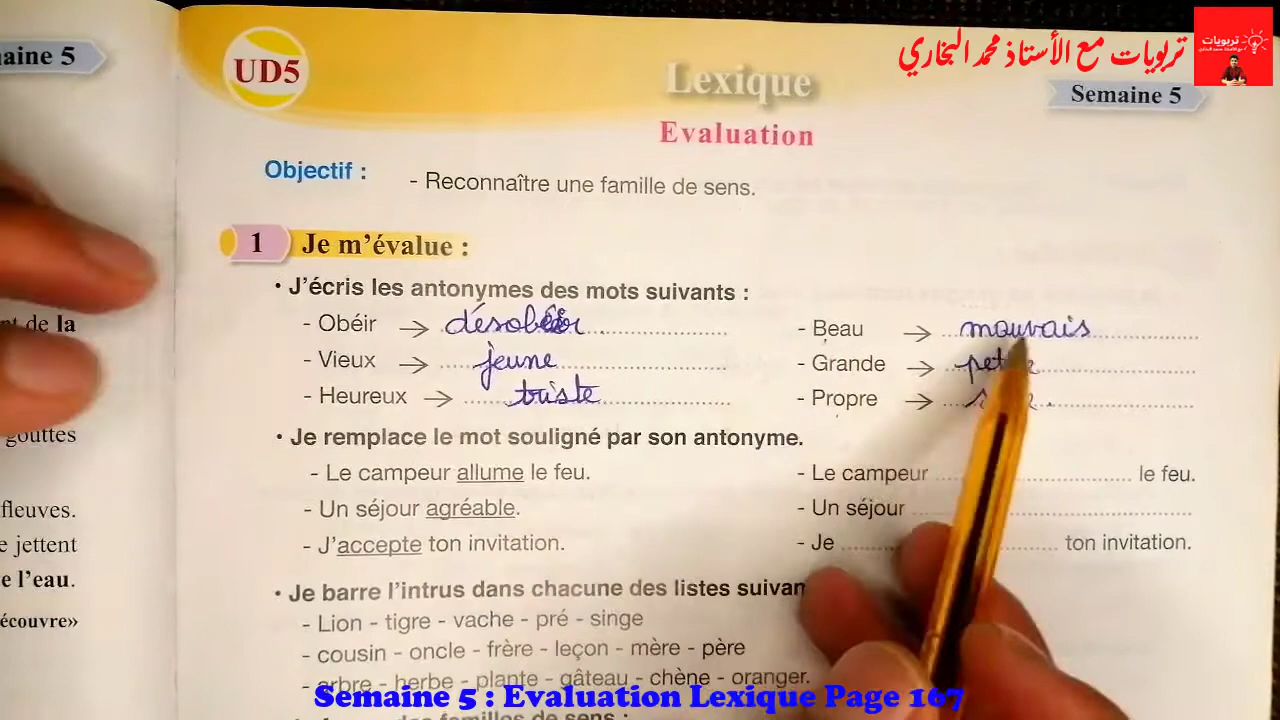 aine 5
UD5
Lexique
تربويات مع الأستاذ محمد البخاري
تربويات
Semaine 5
Evaluation
Objectif : - Reconnaître une famille de sens.
1 Je m'évalue :
• J'écris les antonymes des mots suivants :
- Obéir → désobéir - Beau → mauvais
- Vieux → jeune - Grande →
- Heureux → triste - Propre →
• Je remplace le mot souligné par son antonyme.
- Le campeur allume le feu. - Le campeur ... le feu.
- Un séjour agréable. - Un séjour ...
- J'accepte ton invitation. - Je ... ton invitation.
• Je barre l'intrus dans chacune des listes suivan
- Lion - tigre - vache - pré - singe
- cousin - oncle - frère - leçon - mère - père
- arbre - herbe - plante - gâteau - chène - oranger.
de la
gouttes
fleuves.
e jettent
e l'eau.
écouvre»
Semaine 5 : Evaluation Lexique Page 167